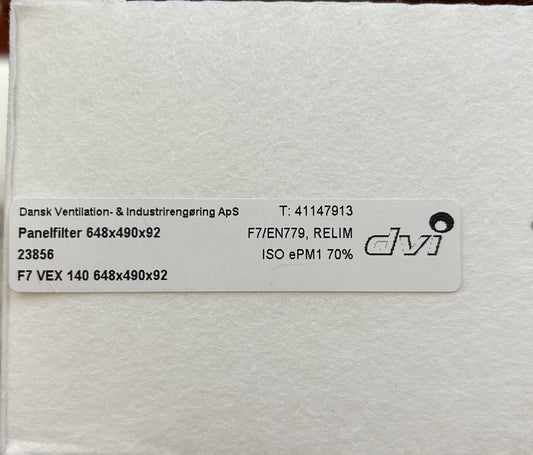 Dansk Ventilation- & Industrirengøring ApS T: 41147913
Panelfilter 648x490x92 F7/EN779, RELIM
23856 ISO ePM1 70%
F7 VEX 140 648x490x92
dvi